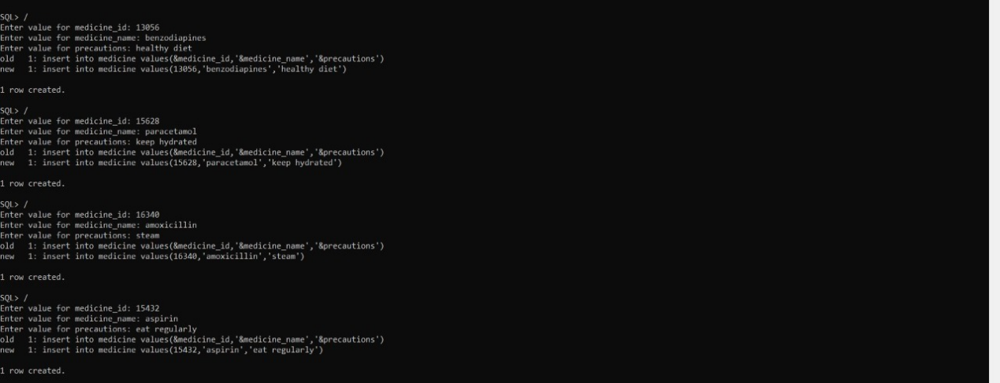 SQL> /
Enter value for medicine_id: 13056
Enter value for medicine_name: benzodiapines
Enter value for precautions: healthy diet
old   1: insert into medicine values(&medicine_id,'&medicine_name','&precautions')
new   1: insert into medicine values(13056,'benzodiapines','healthy diet')
1 row created.
SQL> /
Enter value for medicine_id: 15628
Enter value for medicine_name: paracetamol
Enter value for precautions: keep hydrated
old   1: insert into medicine values(&medicine_id,'&medicine_name','&precautions')
new   1: insert into medicine values(15628,'paracetamol','keep hydrated')
1 row created.
SQL> /
Enter value for medicine_id: 16340
Enter value for medicine_name: amoxicillin
Enter value for precautions: steam
old   1: insert into medicine values(&medicine_id,'&medicine_name','&precautions')
new   1: insert into medicine values(16340,'amoxicillin','steam')
1 row created.
SQL> /
Enter value for medicine_id: 15432
Enter value for medicine_name: aspirin
Enter value for precautions: eat regularly
old   1: insert into medicine values(&medicine_id,'&medicine_name','&precautions')
new   1: insert into medicine values(15432,'aspirin','eat regularly')
1 row created.